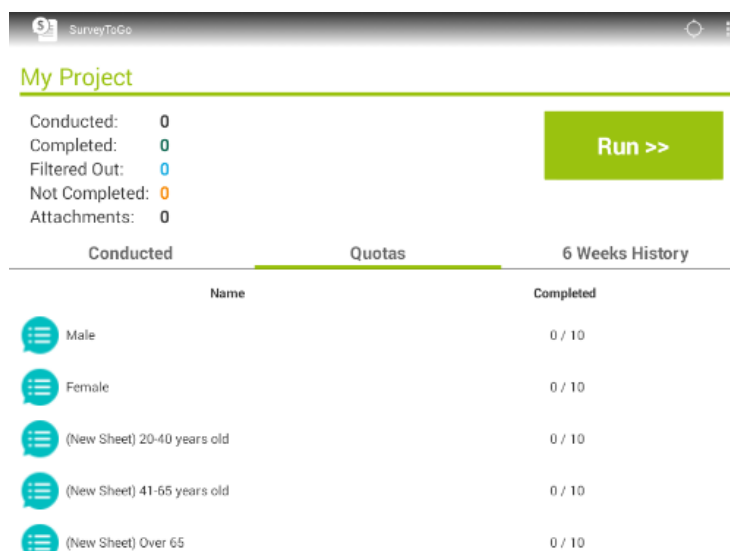 SurveyToGo
My Project
Conducted: 0
Completed: 0
Filtered Out: 0
Not Completed: 0
Attachments: 0
Run >>
Conducted Quotas 6 Weeks History
Name Completed
Male 0 / 10
Female 0 / 10
(New Sheet) 20-40 years old 0 / 10
(New Sheet) 41-65 years old 0 / 10
(New Sheet) Over 65 0 / 10